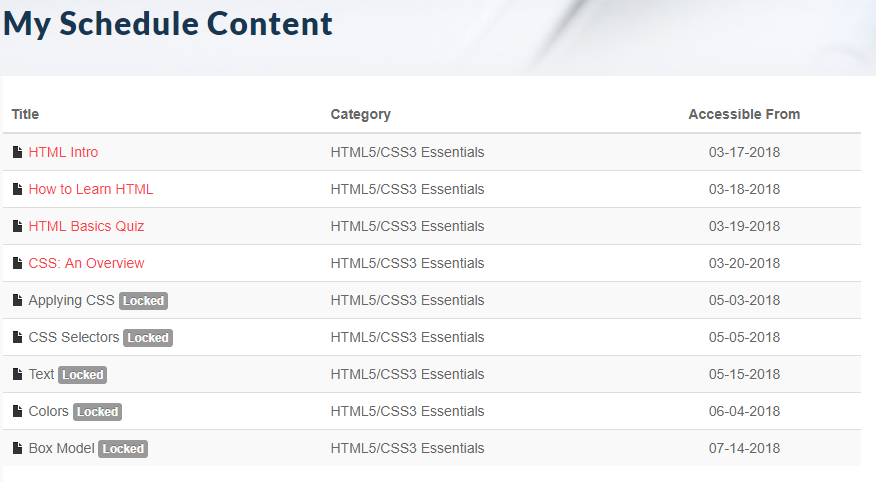 My Schedule Content
Title Category Accessible From
HTML Intro HTML5/CSS3 Essentials 03-17-2018
How to Learn HTML HTML5/CSS3 Essentials 03-18-2018
HTML Basics Quiz HTML5/CSS3 Essentials 03-19-2018
CSS: An Overview HTML5/CSS3 Essentials 03-20-2018
Applying CSS Locked HTML5/CSS3 Essentials 05-03-2018
CSS Selectors Locked HTML5/CSS3 Essentials 05-05-2018
Text Locked HTML5/CSS3 Essentials 05-15-2018
Colors Locked HTML5/CSS3 Essentials 06-04-2018
Box Model Locked HTML5/CSS3 Essentials 07-14-2018